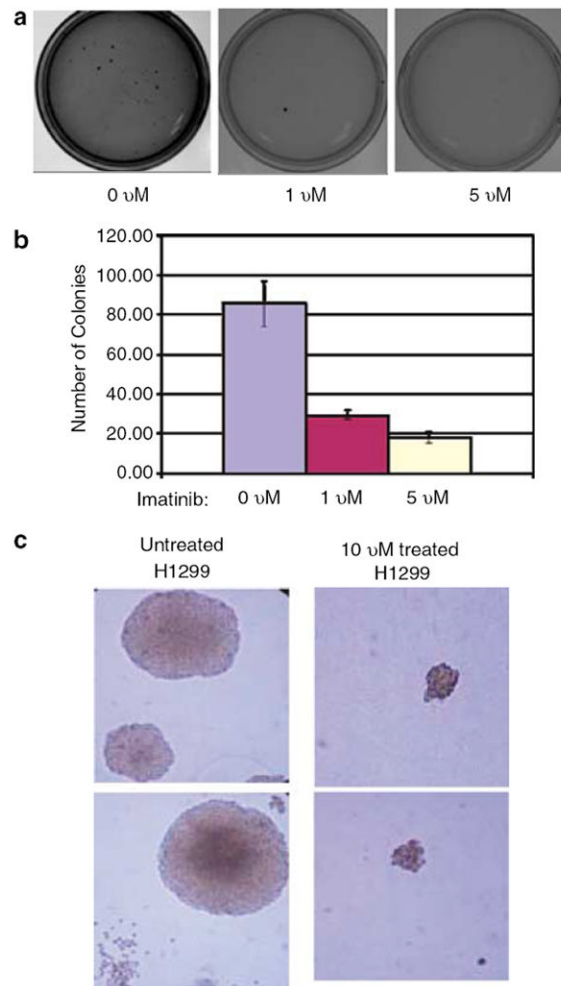 a
0 υM 1 υM 5 υM
b
Number of Colonies
120.00
100.00
80.00
60.00
40.00
20.00
0.00
Imatinib: 0 υM 1 υM 5 υM
c
Untreated
H1299
10 υM treated
H1299